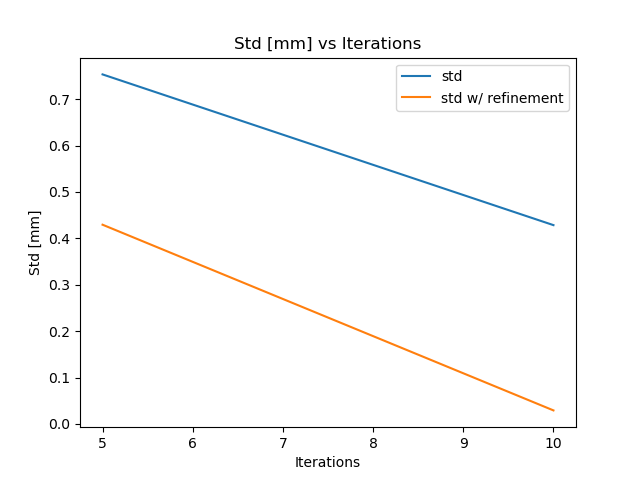 Std [mm] vs Iterations
std
std w/ refinement
Std [mm]
0.7
0.6
0.5
0.4
0.3
0.2
0.1
0.0
5 6 7 8 9 10
Iterations